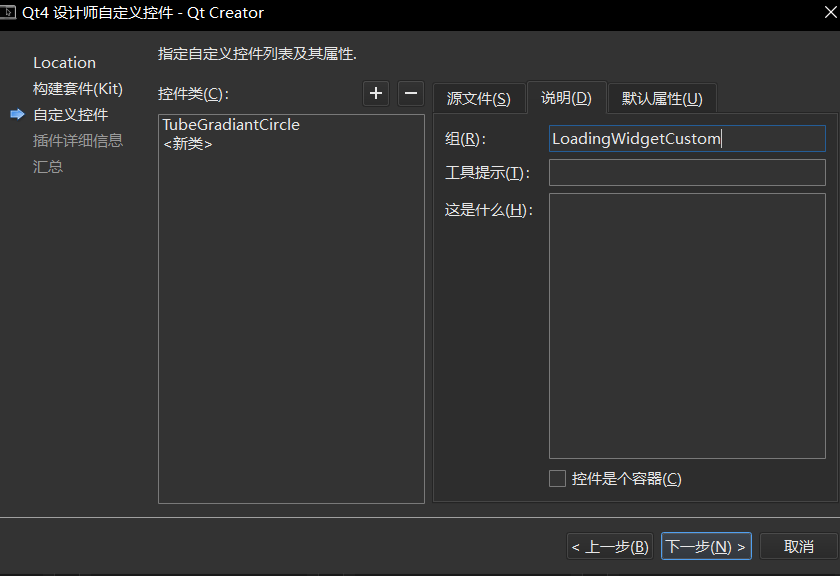 Qt4 设计师自定义控件 - Qt Creator
Location
构建套件(Kit)
自定义控件
插件详细信息
汇总
指定自定义控件列表及其属性.
控件类(C):
TubeGradiantCircle
<新类>
源文件(S)
说明(D)
默认属性(U)
组(R):
LoadingWidgetCustom
工具提示(T):
这是什么(H):
控件是个容器(C)
< 上一步(B)
下一步(N) >
取消